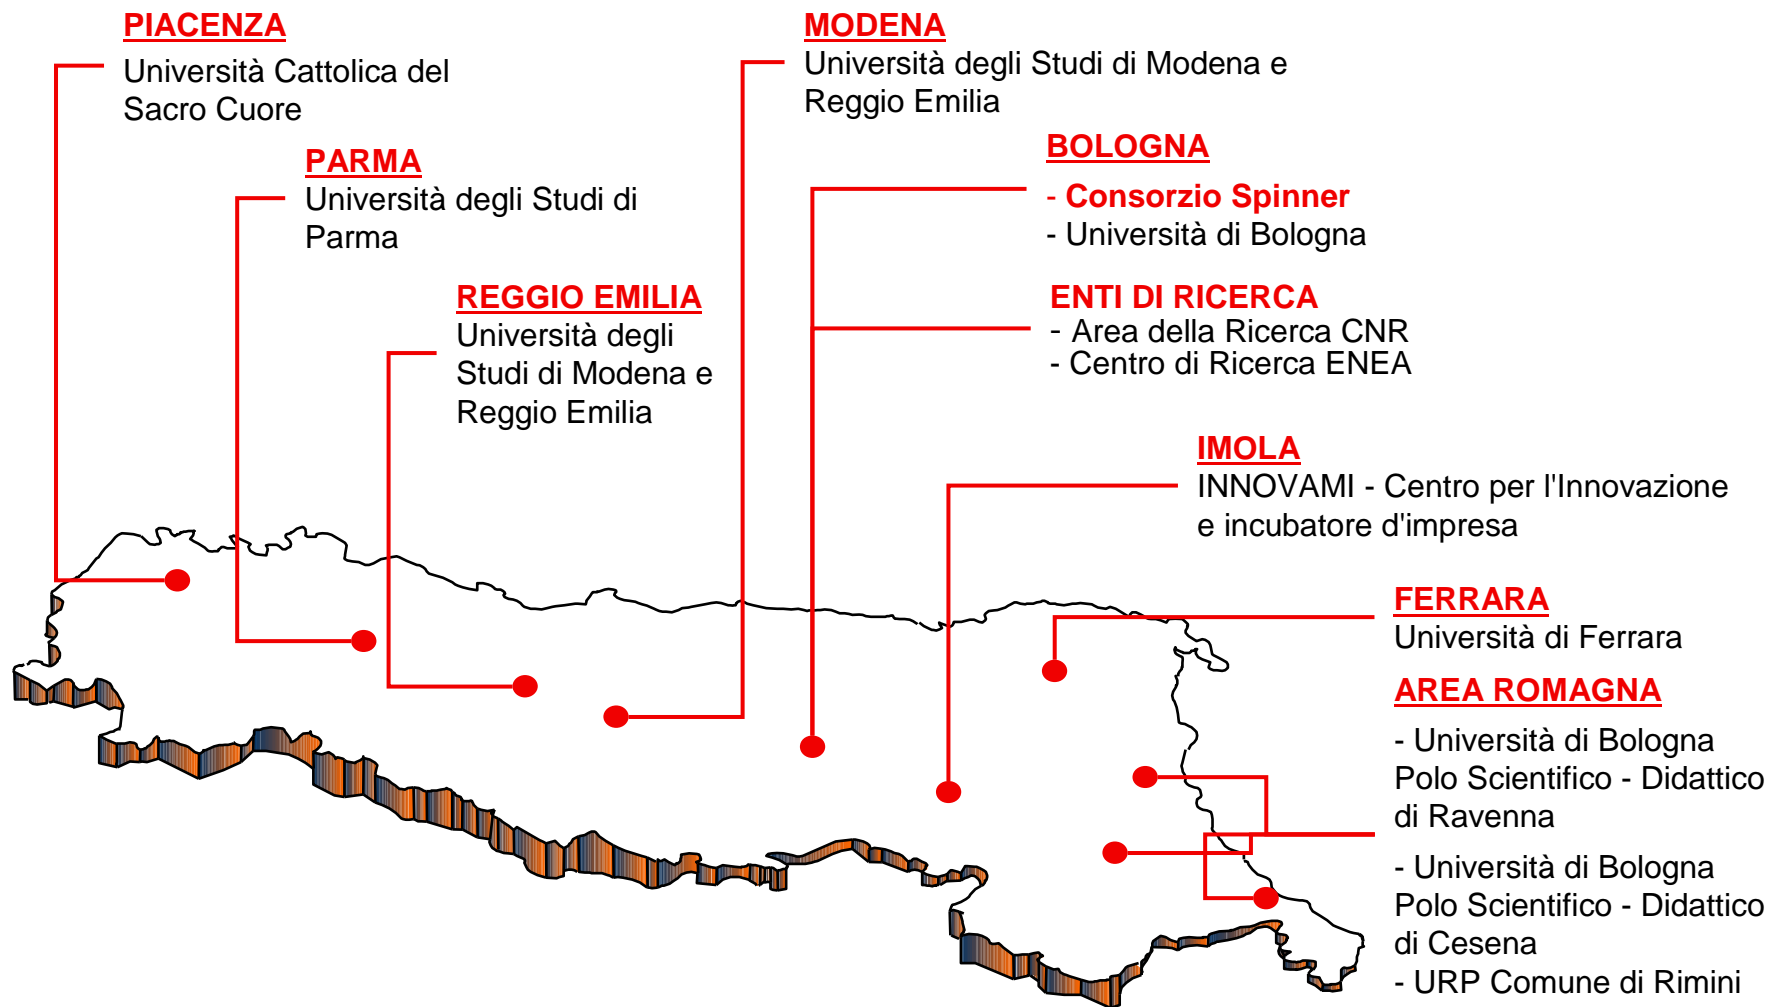 PIACENZA
Università Cattolica del
Sacro Cuore
MODENA
Università degli Studi di Modena e
Reggio Emilia
PARMA
Università degli Studi di
Parma
BOLOGNA
- Consorzio Spinner
- Università di Bologna
REGGIO EMILIA
Università degli
Studi di Modena e
Reggio Emilia
ENTI DI RICERCA
- Area della Ricerca CNR
- Centro di Ricerca ENEA
IMOLA
INNOVAMI - Centro per l'Innovazione
e incubatore d'impresa
FERRARA
Università di Ferrara
AREA ROMAGNA
- Università di Bologna
Polo Scientifico - Didattico
di Ravenna
- Università di Bologna
Polo Scientifico - Didattico
di Cesena
- URP Comune di Rimini